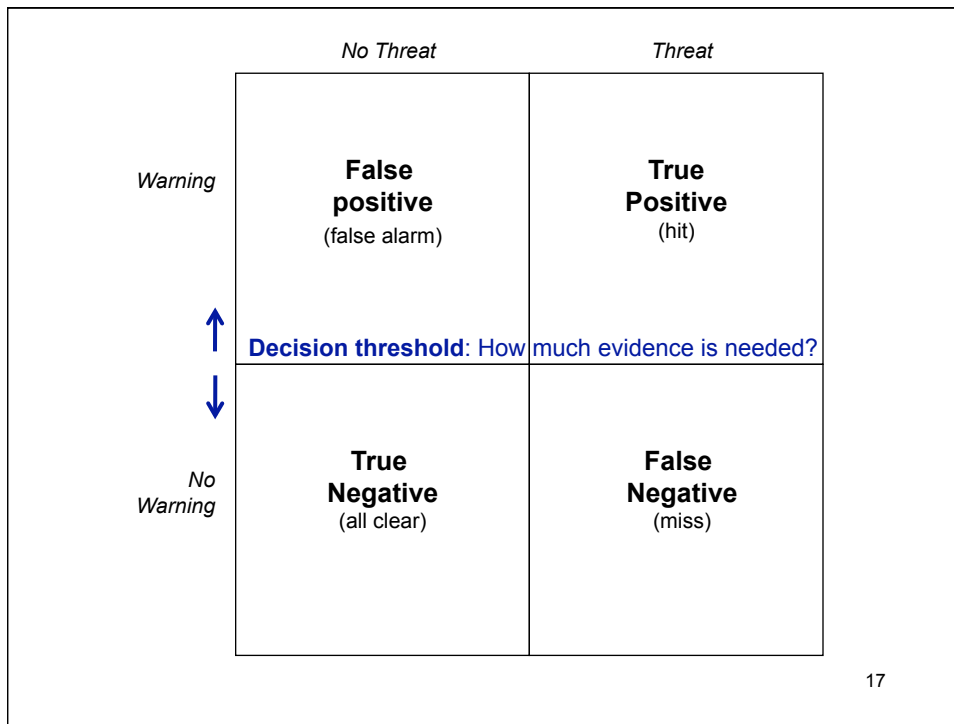 No Threat
Threat
Warning
False
positive
(false alarm)
True
Positive
(hit)
Decision threshold: How much evidence is needed?
No
Warning
True
Negative
(all clear)
False
Negative
(miss)
17